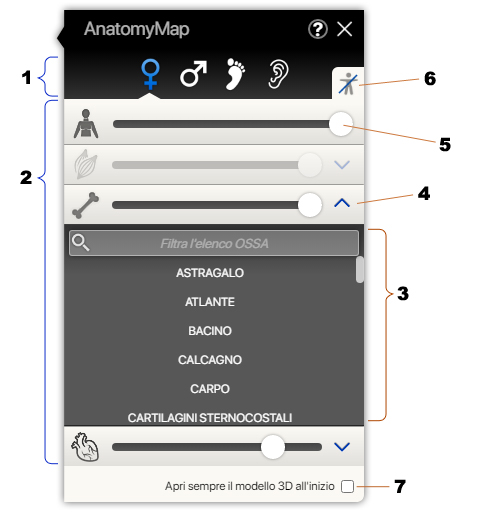 AnatomyMap
?
1
6
5
2
4
Filtra l'elenco OSSA
ASTRAGALO
ATLANTE
BACINO
3
CALCAGNO
CARPO
CARTILAGINI STERNOCOSTALI
Apri sempre il modello 3D all'inizio
7